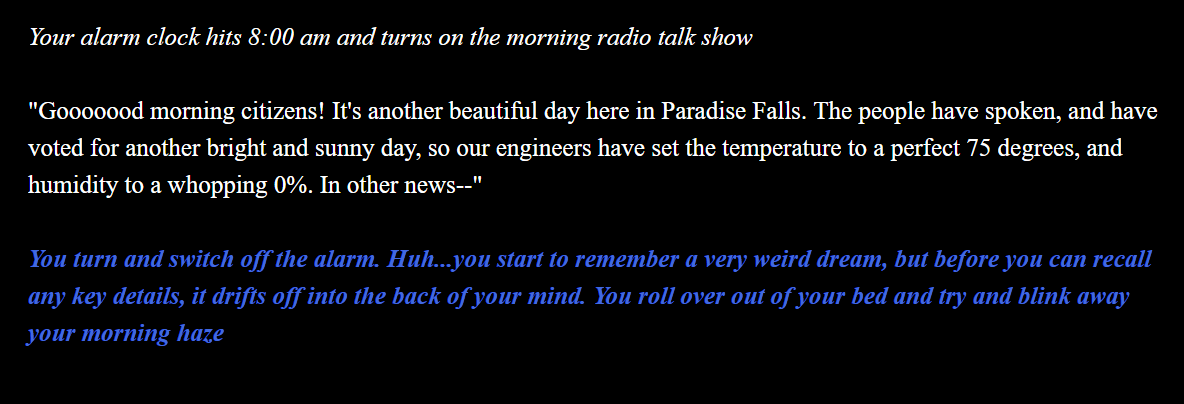 Your alarm clock hits 8:00 am and turns on the morning radio talk show
"Gooooood morning citizens! It's another beautiful day here in Paradise Falls. The people have spoken, and have
voted for another bright and sunny day, so our engineers have set the temperature to a perfect 75 degrees, and
humidity to a whopping 0%. In other news--"
You turn and switch off the alarm. Huh...you start to remember a very weird dream, but before you can recall
any key details, it drifts off into the back of your mind. You roll over out of your bed and try and blink away
your morning haze